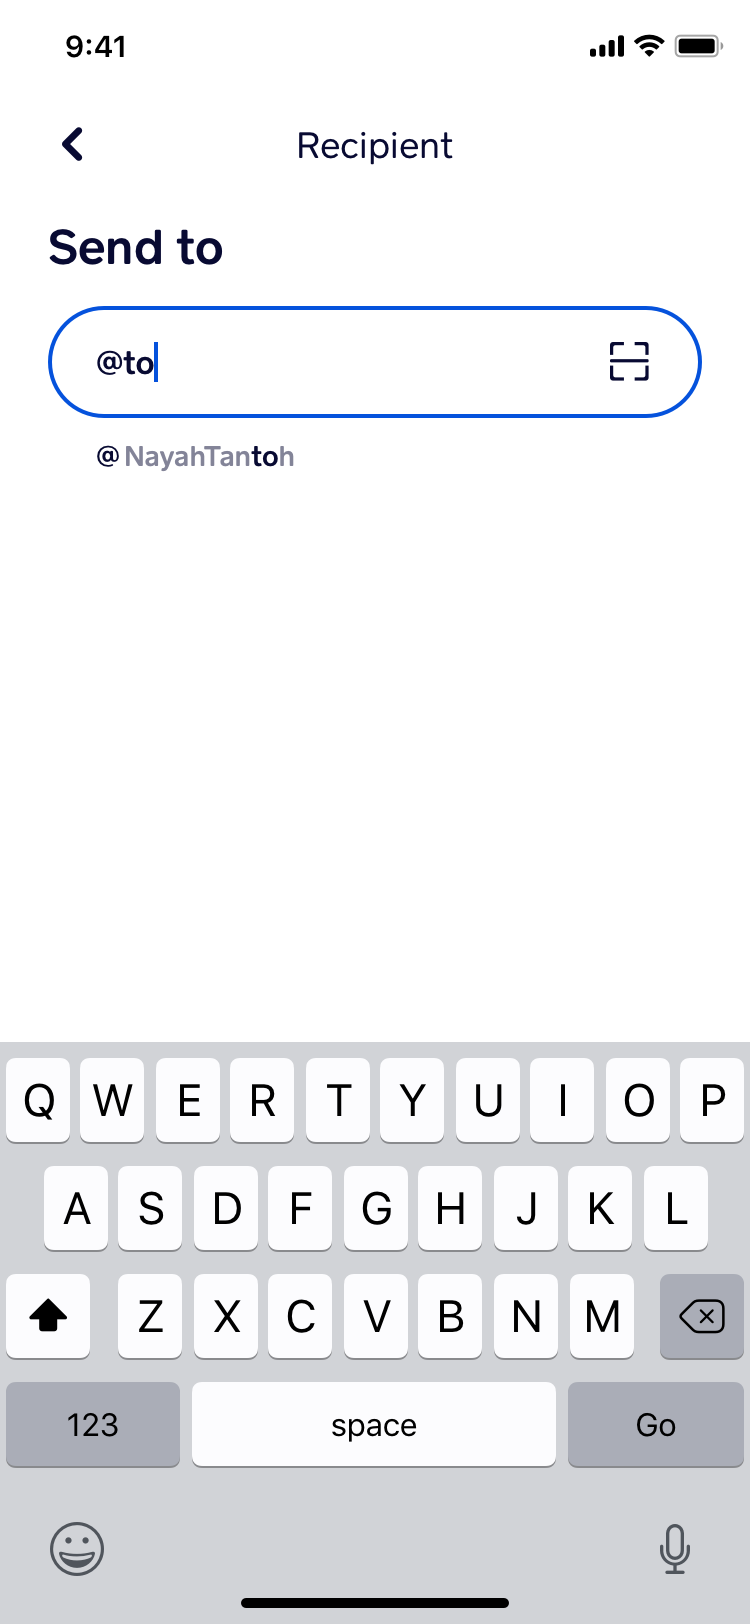 9:41
Recipient
Send to
@to
@NayahTantoh
Q W E R T Y U I O P
A S D F G H J K L
Z X C V B N M
123 space Go